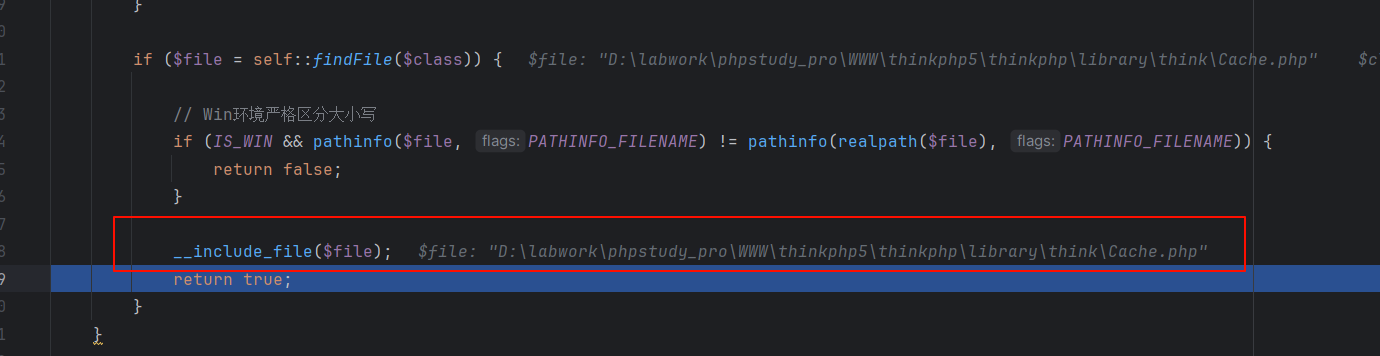 }
if ($file = self::findFile($class)) { $file: "D:\labwork\phpstudy_pro\WWW\thinkphp5\thinkphp\library\think\Cache.php" $c
// Win环境严格区分大小写
if (IS_WIN && pathinfo($file, flags: PATHINFO_FILENAME) != pathinfo(realpath($file), flags: PATHINFO_FILENAME)) {
return false;
}
__include_file($file); $file: "D:\labwork\phpstudy_pro\WWW\thinkphp5\thinkphp\library\think\Cache.php"
return true;
}
}